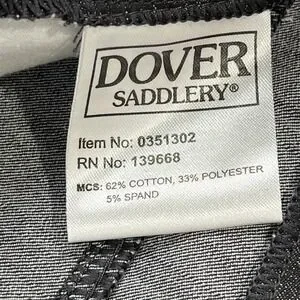 DOVER
SADDLERY®
Item No: 0351302
RN No: 139668
MCS: 62% COTTON, 33% POLYESTER
5% SPAND